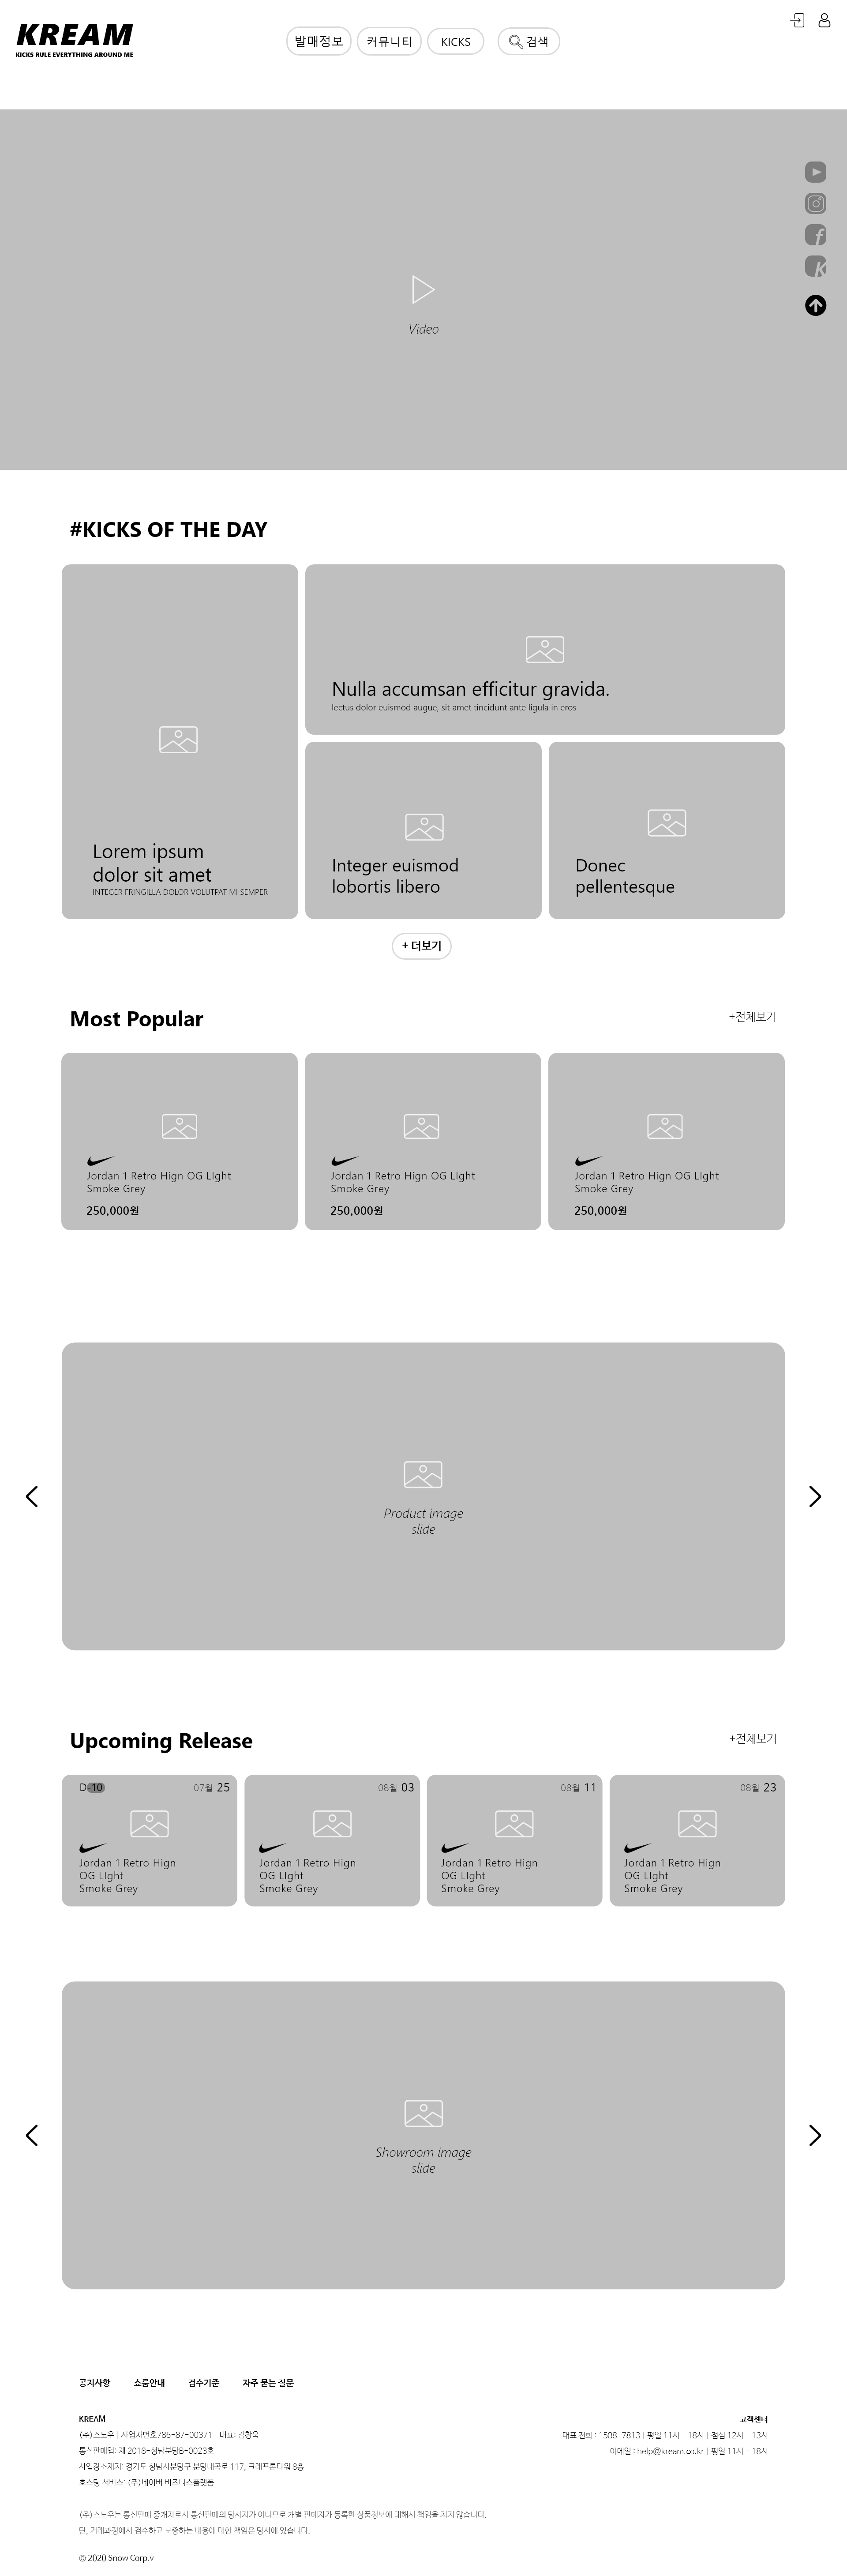 KREAM
KICKS RULE EVERYTHING AROUND ME
발매정보
커뮤니티
KICKS
검색
Video
#KICKS OF THE DAY
Nulla accumsan efficitur gravida.
lectus dolor euismod augue, sit amet tincidunt ante ligula in eros
Lorem ipsum
dolor sit amet
INTEGER FRINGILLA DOLOR VOLUTPAT MI SEMPER
Integer euismod
lobortis libero
Donec
pellentesque
+ 더보기
Most Popular
+전체보기
Jordan 1 Retro Hign OG LIght
Smoke Grey
250,000원
Jordan 1 Retro Hign OG LIght
Smoke Grey
250,000원
Jordan 1 Retro Hign OG LIght
Smoke Grey
250,000원
Product image
slide
Upcoming Release
+전체보기
D-10
07월 25
Jordan 1 Retro Hign
OG LIght
Smoke Grey
08월 03
Jordan 1 Retro Hign
OG LIght
Smoke Grey
08월 11
Jordan 1 Retro Hign
OG LIght
Smoke Grey
08월 23
Jordan 1 Retro Hign
OG LIght
Smoke Grey
Showroom image
slide
공지사항 쇼룸안내 검수기준 자주 묻는 질문
KREAM
(주)스노우 | 사업자번호786-87-00371 | 대표: 김창욱
통신판매업: 제 2018-성남분당B-0023호
사업장소재지: 경기도 성남시분당구 분당내곡로 117, 크래프톤타워 8층
호스팅 서비스: (주)네이버 비즈니스플랫폼
고객센터
대표 전화 : 1588-7813 | 평일 11시 - 18시 | 점심 12시 - 13시
이메일 : help@kream.co.kr | 평일 11시 - 18시
(주)스노우는 통신판매 중개자로서 통신판매의 당사자가 아니므로 개별 판매자가 등록한 상품정보에 대해서 책임을 지지 않습니다.
단, 거래과정에서 검수하고 보증하는 내용에 대한 책임은 당사에 있습니다.
© 2020 Snow Corp.v